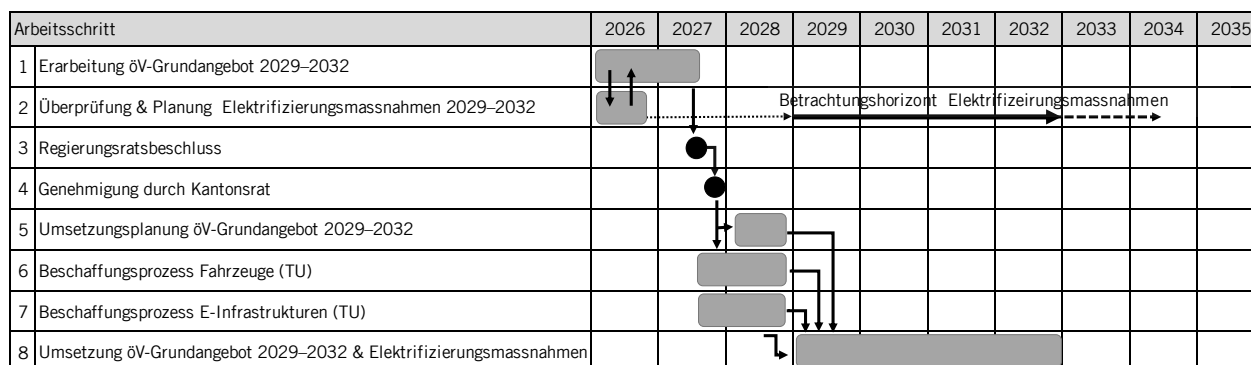 Arbeitsschritt 2026 2027 2028 2029 2030 2031 2032 2033 2034 2035
1 Erarbeitung öV-Grundangebot 2029–2032
2 Überprüfung & Planung Elektrifizierungsmassnahmen 2029–2032 Betrachtungshorizont Elektrifizeirungsmassnahmen
3 Regierungsratsbeschluss
4 Genehmigung durch Kantonsrat
5 Umsetzungsplanung öV-Grundangebot 2029–2032
6 Beschaffungsprozess Fahrzeuge (TU)
7 Beschaffungsprozess E-Infrastrukturen (TU)
8 Umsetzung öV-Grundangebot 2029–2032 & Elektrifizierungsmassnahmen